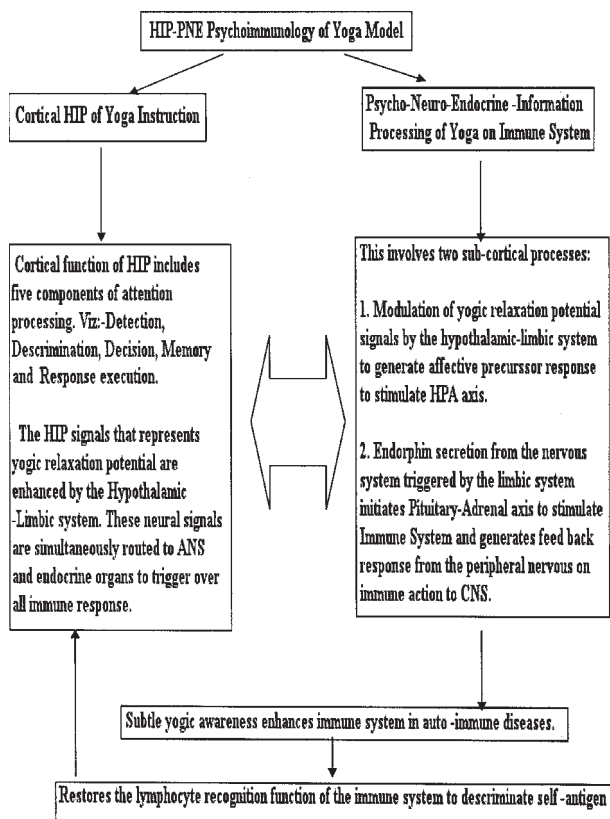 HIP-PNE Psychoimmunology of Yoga Model
Cortical HIP of Yoga Instruction
Psycho-Neuro-Endocrine -Information
Processing of Yoga on Immune System
Cortical function of HIP includes
five components of attention
processing. Viz:-Detection,
Descrimination, Decision, Memory
and Response execution.
The HIP signals that represents
yogic relaxation potential are
enhanced by the Hypothalamic
-Limbic system. These neural signals
are simultaneously routed to ANS
and endocrine organs to trigger over
all immune response.
This involves two sub-cortical processes:
1. Modulation of yogic relaxation potential
signals by the hypothalamic-limbic system
to generate affective precurssor response
to stimulate HPA axis.
2. Endorphin secretion from the nervous
system triggered by the limbic system
initiates Pituitary-Adrenal axis to stimulate
Immune System and generates feed back
response from the peripheral nervous on
immune action to CNS.
Subtle yogic awareness enhances immune system in auto -immune diseases.
Restores the lymphocyte recognition function of the immune system to descriminate self -antigen